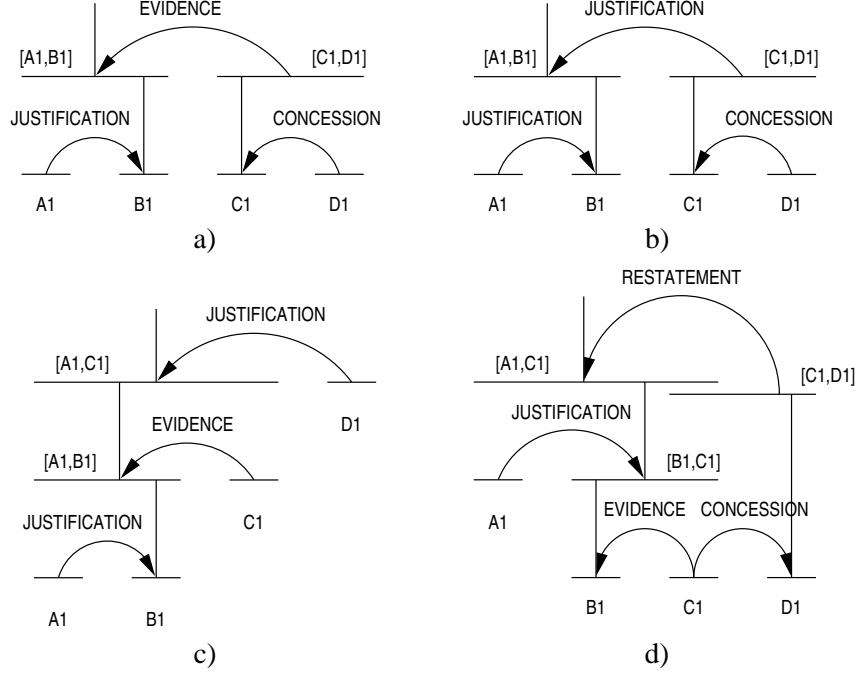 EVIDENCE
[A1,B1] [C1,D1]
JUSTIFICATION CONCESSION
A1 B1 C1 D1
a)
JUSTIFICATION
[A1,B1] [C1,D1]
JUSTIFICATION CONCESSION
A1 B1 C1 D1
b)
JUSTIFICATION
[A1,C1]
D1
EVIDENCE
[A1,B1]
C1
JUSTIFICATION
A1 B1
c)
RESTATEMENT
[A1,C1]
[C1,D1]
JUSTIFICATION
[B1,C1]
A1
EVIDENCE CONCESSION
B1 C1 D1
d)